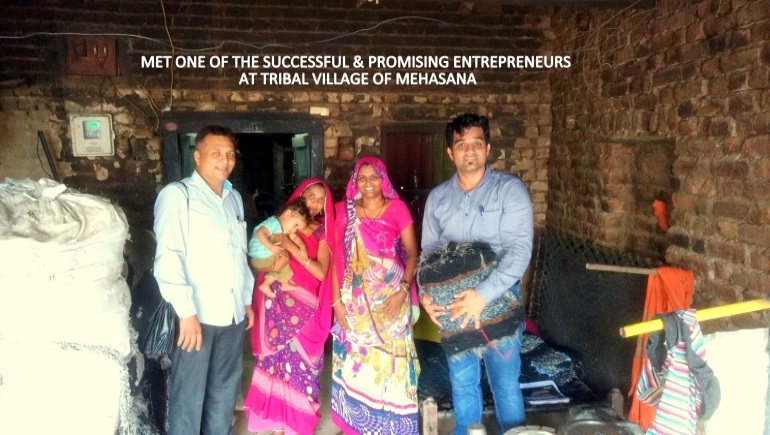 MET ONE OF THE SUCCESSFUL & PROMISING ENTREPRENEURS
AT TRIBAL VILLAGE OF MEHASANA